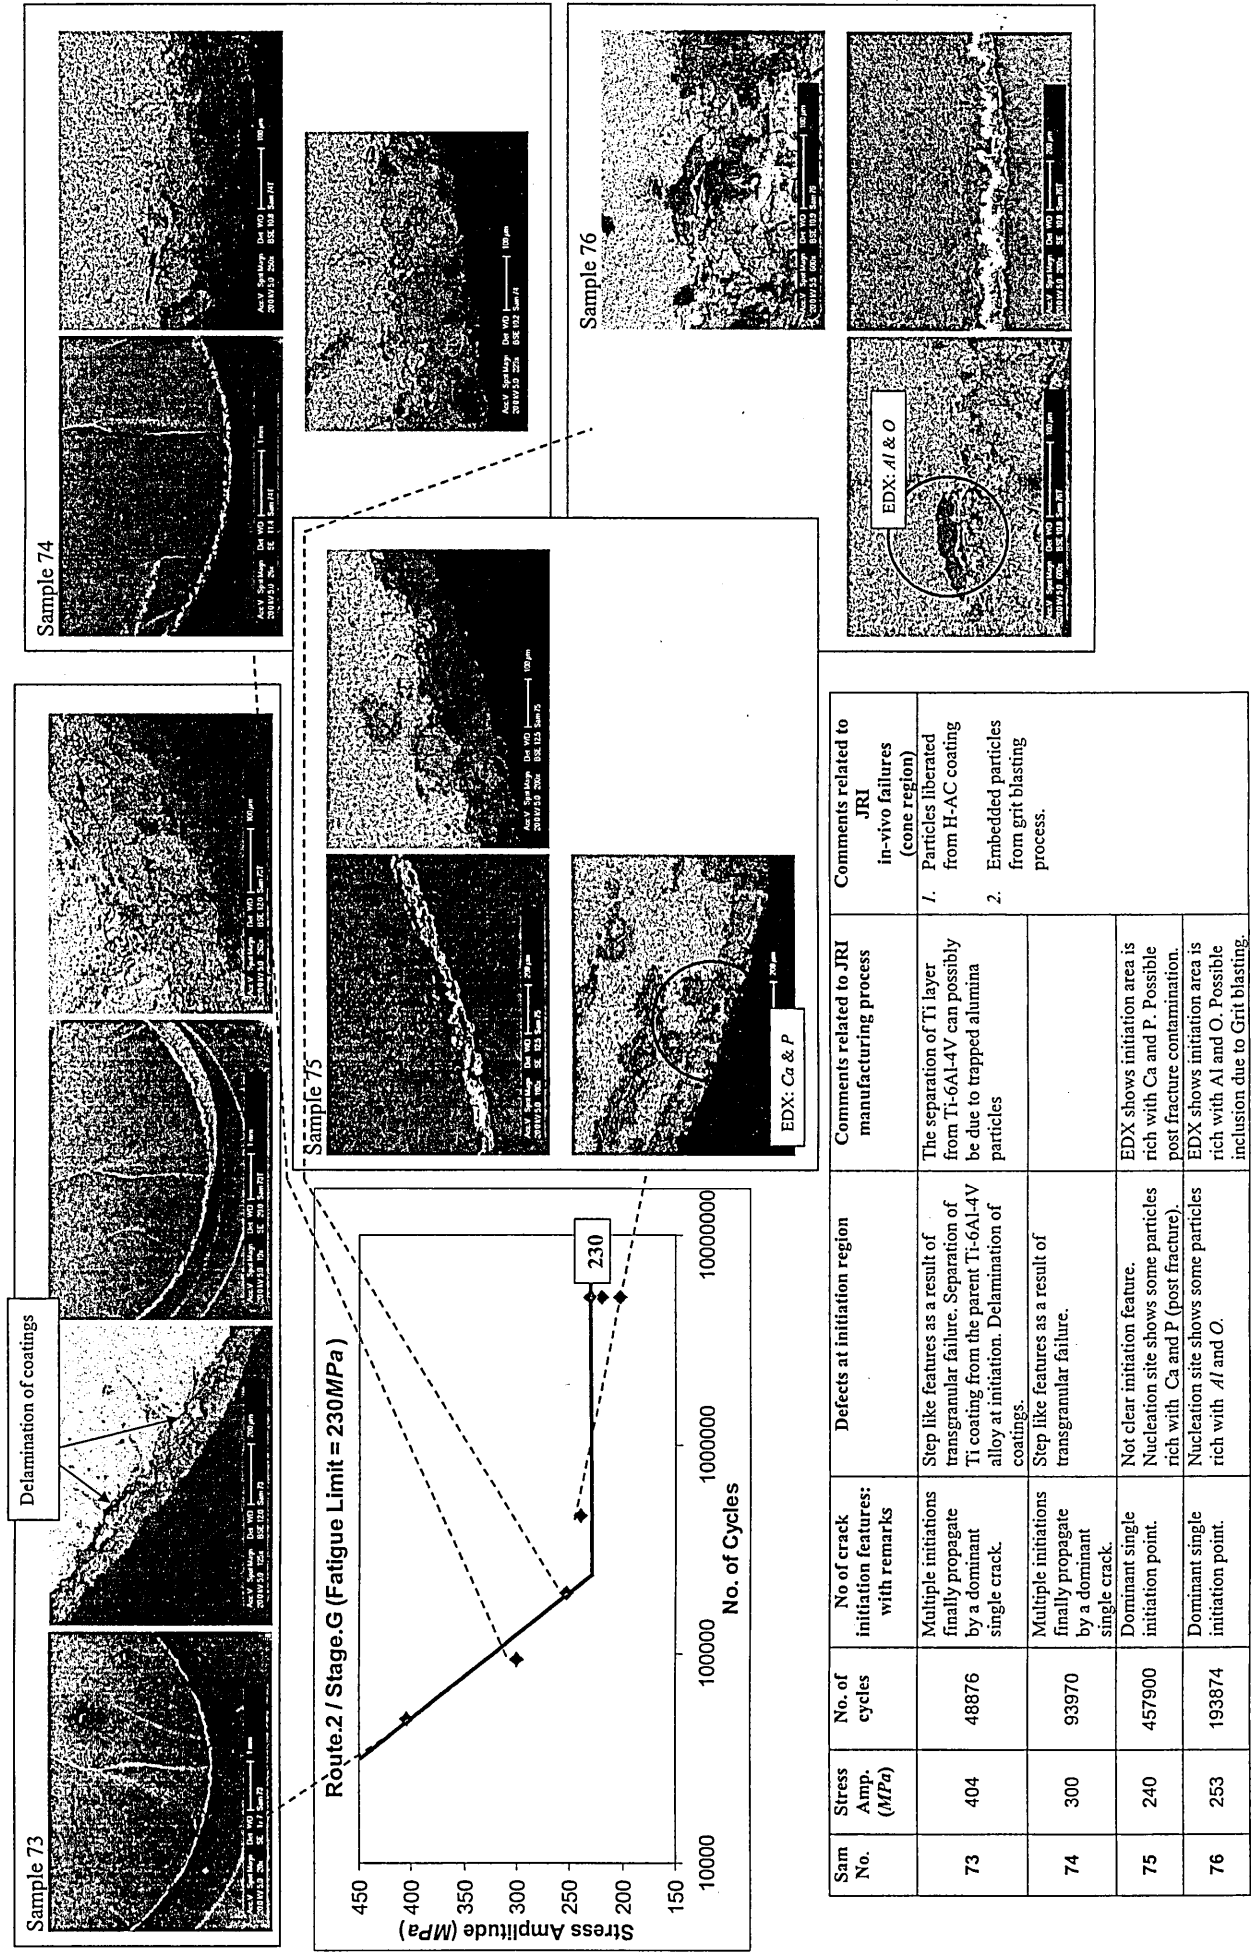 Sample 73
Delamination of coatings
Sample 74
Sample 75
EDX: Ca & P
Sample 76
EDX: Al & O
Route.2 / Stage.G (Fatigue Limit = 230MPa)
Stress Amplitude (MPa)
450
400
350
300
250
200
150
230
10000
100000
1000000
10000000
No. of Cycles
Sam No.
Stress Amp. (MPa)
No. of cycles
No of crack initiation features: with remarks
Defects at initiation region
Comments related to JRI manufacturing process
Comments related to JRI in-vivo failures (cone region)
73
404
48876
Multiple initiations
finally propagate
by a dominant
single crack.
Step like features as a result of
transgranular failure. Separation of
Ti coating from the parent Ti-6Al-4V
alloy at initiation. Delamination of
coatings.
The separation of Ti layer
from Ti-6Al-4V can possibly
be due to trapped alumina
particles
1. Particles liberated
from H-AC coating
2. Embedded particles
from grit blasting
process.
74
300
93970
Multiple initiations
finally propagate
by a dominant
single crack.
Step like features as a result of
transgranular failure.
75
240
457900
Dominant single
initiation point.
Not clear initiation feature.
Nucleation site shows some particles
rich with Ca and P (post fracture).
EDX shows initiation area is
rich with Ca and P. Possible
post fracture contamination.
76
253
193874
Dominant single
initiation point.
Nucleation site shows some particles
rich with Al and O.
EDX shows initiation area is
rich with Al and O. Possible
inclusion due to Grit blasting.